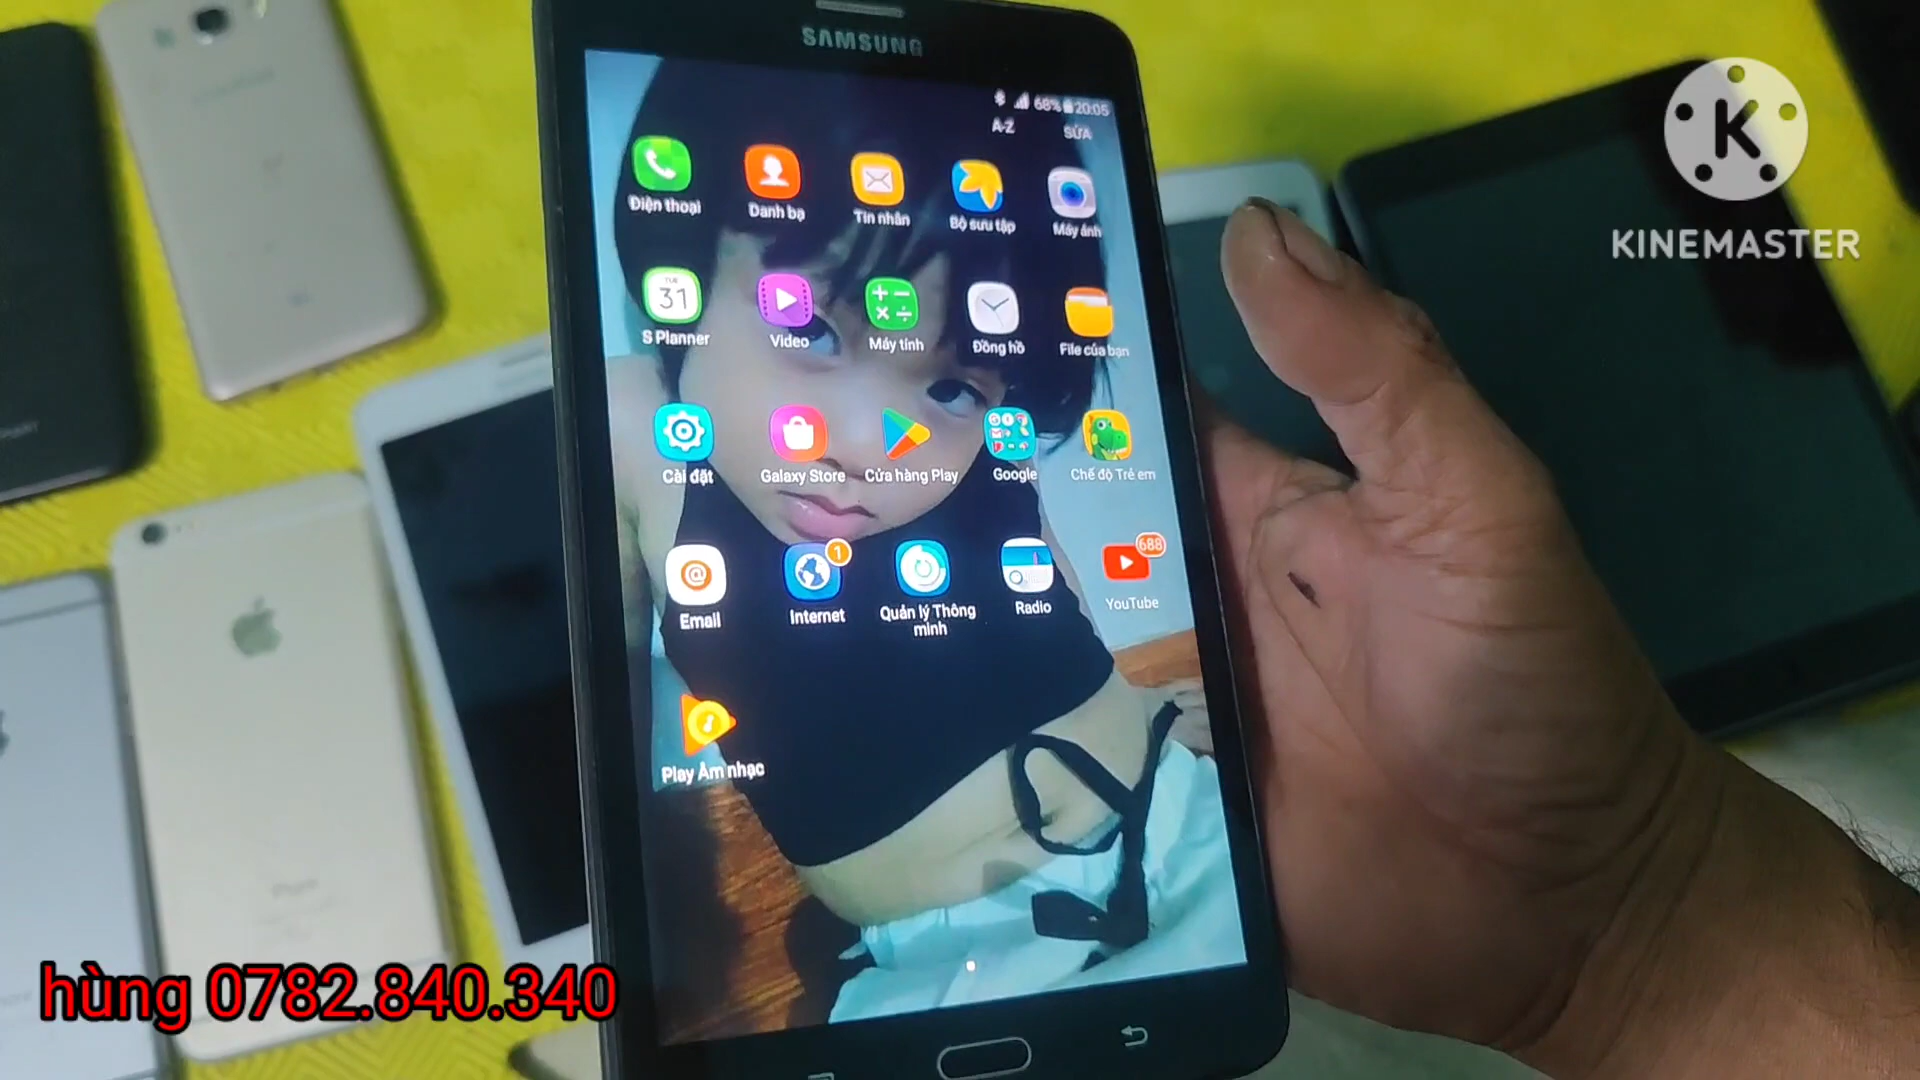 SAMSUNG
68% 20:05
A-Z SỬA
Điện thoại Danh bạ Tin nhắn Bộ sưu tập Máy ảnh
TUE
31
S Planner Video Máy tính Đồng hồ File của bạn
Cài đặt Galaxy Store Cửa hàng Play Google Chế độ Trẻ em
1
688
Email Internet Quản lý Thông minh Radio YouTube
Play Âm nhạc
K
KINEMASTER
hùng 0782.840.340